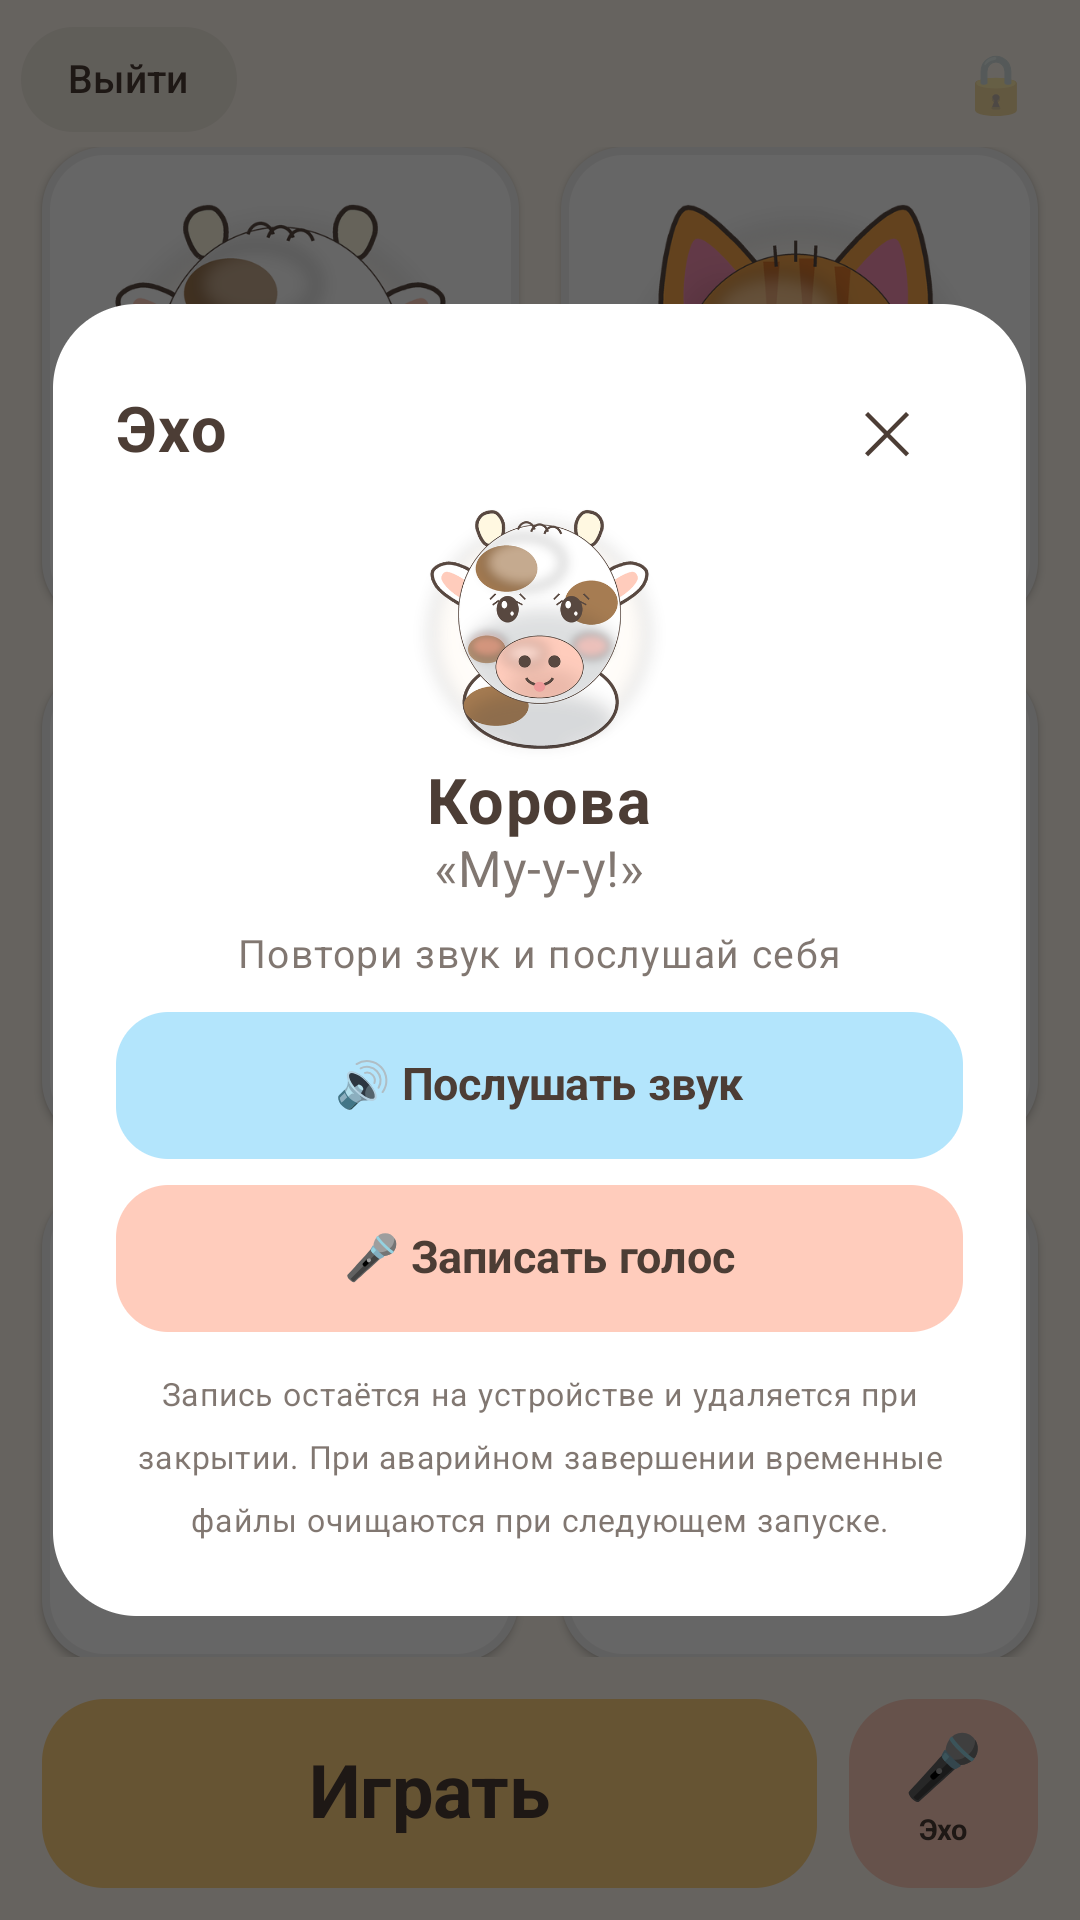 Выйти
Эхо
Корова
«Му-у-у!»
Повтори звук и послушай себя
Послушать звук
Записать голос
Запись остаётся на устройстве и удаляется при
закрытии. При аварийном завершении временные
файлы очищаются при следующем запуске.
Играть
Эхо